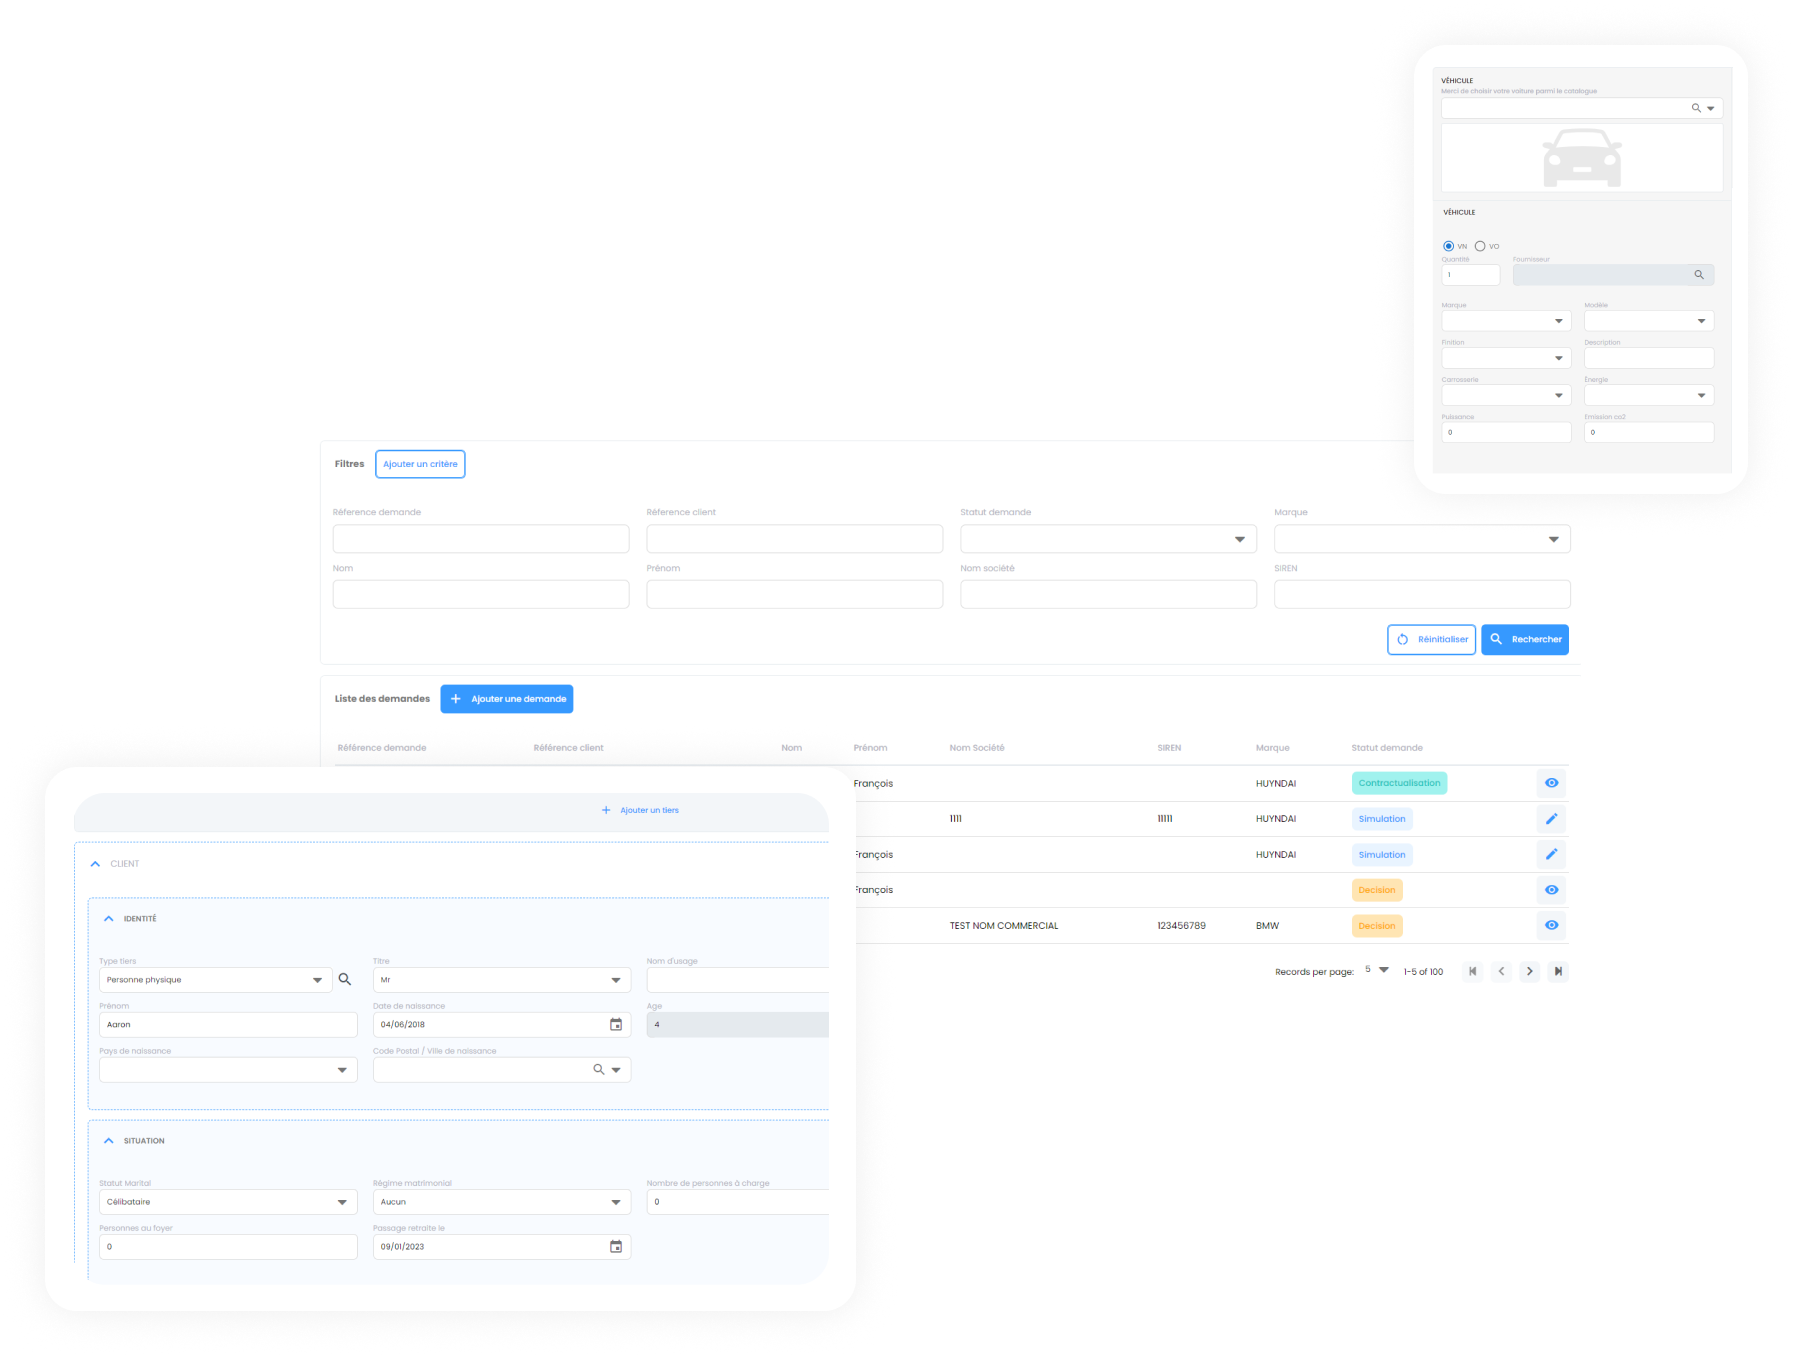 VÉHICULE
Merci de choisir votre voiture parmi le catalogue
VÉHICULE
VN VO
Quantité Fournisseur
1
Marque Modèle
Finition Description
Carrosserie Énergie
Puissance Emission co2
0 0
Filtres Ajouter un critère
Réference demande Réference client Statut demande Marque
Nom Prénom Nom société SIREN
Réinitialiser Rechercher
Liste des demandes + Ajouter une demande
Référence demande Référence client Nom Prénom Nom Société SIREN Marque Statut demande
François HUYNDAI Contractualisation
1111 11111 HUYNDAI Simulation
François HUYNDAI Simulation
François Decision
TEST NOM COMMERCIAL 123456789 BMW Decision
Records per page: 5 1-5 of 100
+ Ajouter un tiers
CLIENT
IDENTITÉ
Type tiers Titre Nom d'usage
Personne physique Mr
Prénom Date de naissance Age
Aaron 04/06/2018 4
Pays de naissance Code Postal / Ville de naissance
SITUATION
Statut Marital Régime matrimonial Nombre de personnes à charge
Célibataire Aucun 0
Personnes au foyer Passage retraite le
0 09/01/2023